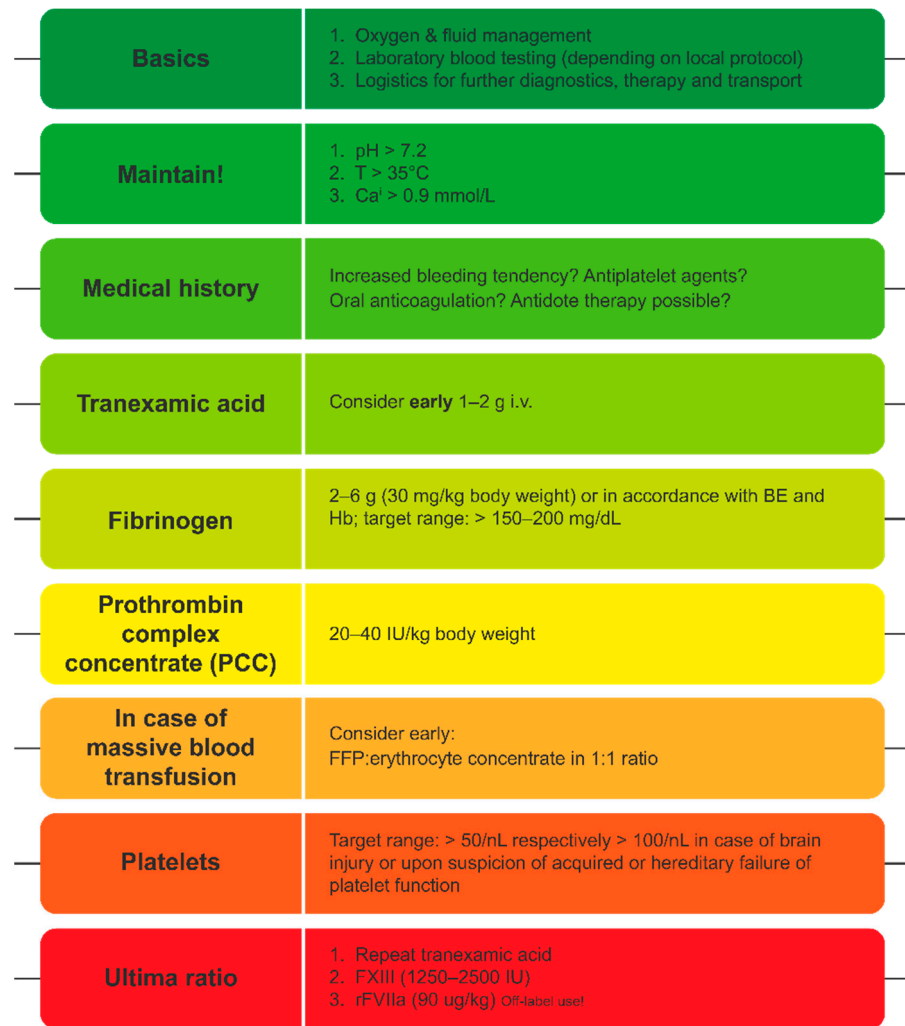 Basics
1. Oxygen & fluid management
2. Laboratory blood testing (depending on local protocol)
3. Logistics for further diagnostics, therapy and transport
Maintain!
1. pH > 7.2
2. T > 35°C
3. Caⁱ > 0.9 mmol/L
Medical history
Increased bleeding tendency? Antiplatelet agents?
Oral anticoagulation? Antidote therapy possible?
Tranexamic acid
Consider early 1–2 g i.v.
Fibrinogen
2–6 g (30 mg/kg body weight) or in accordance with BE and
Hb; target range: > 150–200 mg/dL
Prothrombin
complex
concentrate (PCC)
20–40 IU/kg body weight
In case of
massive blood
transfusion
Consider early:
FFP:erythrocyte concentrate in 1:1 ratio
Platelets
Target range: > 50/nL respectively > 100/nL in case of brain
injury or upon suspicion of acquired or hereditary failure of
platelet function
Ultima ratio
1. Repeat tranexamic acid
2. FXIII (1250–2500 IU)
3. rFVIIa (90 ug/kg) Off-label use!